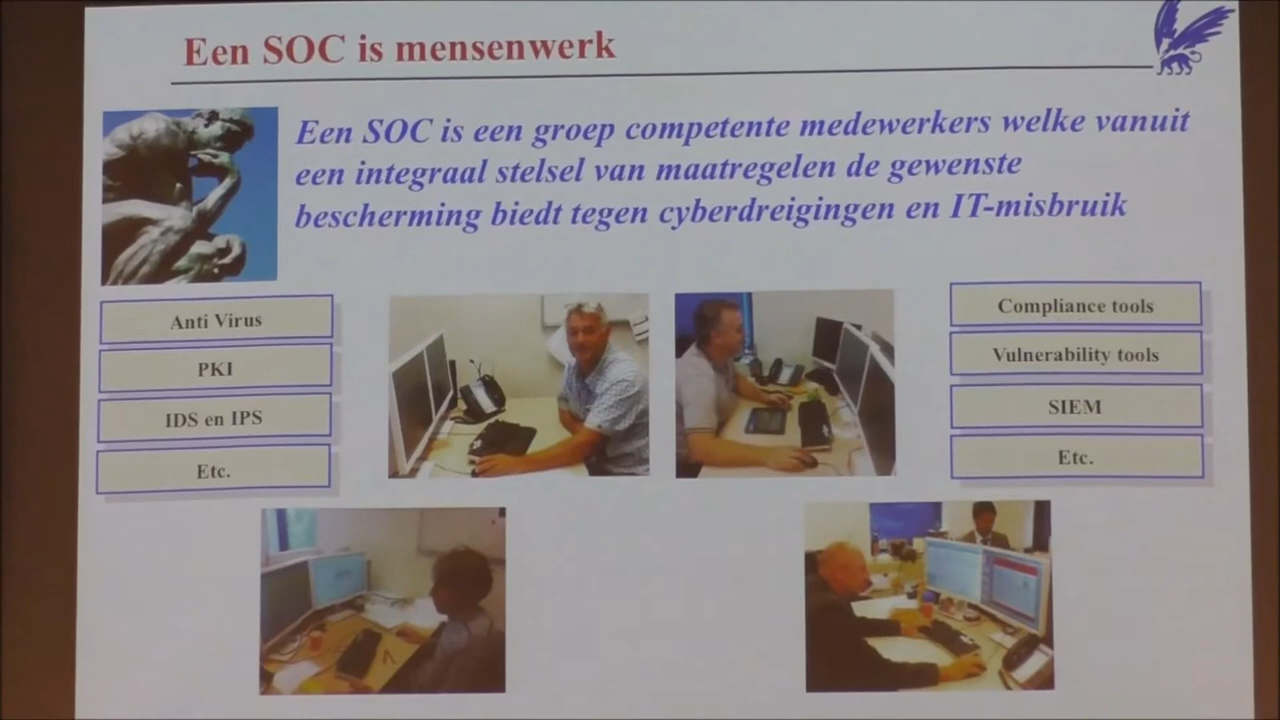 Een SOC is mensenwerk
Een SOC is een groep competente medewerkers welke vanuit
een integraal stelsel van maatregelen de gewenste
bescherming biedt tegen cyberdreigingen en IT-misbruik
Anti Virus
PKI
IDS en IPS
Etc.
Compliance tools
Vulnerability tools
SIEM
Etc.